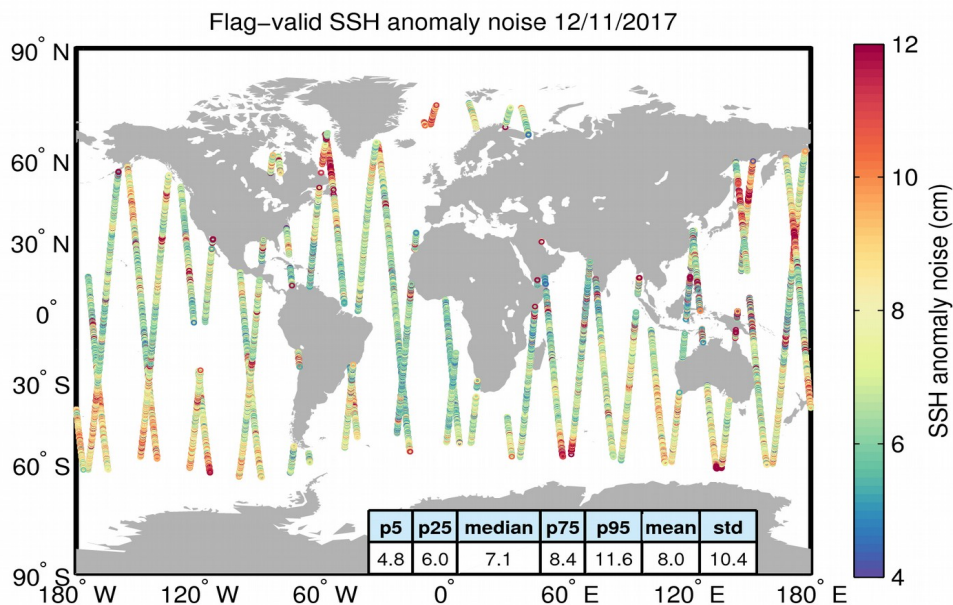 Flag−valid SSH anomaly noise 12/11/2017
90° N
60° N
30° N
0°
30° S
60° S
90° S
180° W
120° W
60° W
0°
60° E
120° E
180° E
p5 p25 median p75 p95 mean std
4.8 6.0 7.1 8.4 11.6 8.0 10.4
12
10
8
6
4
SSH anomaly noise (cm)